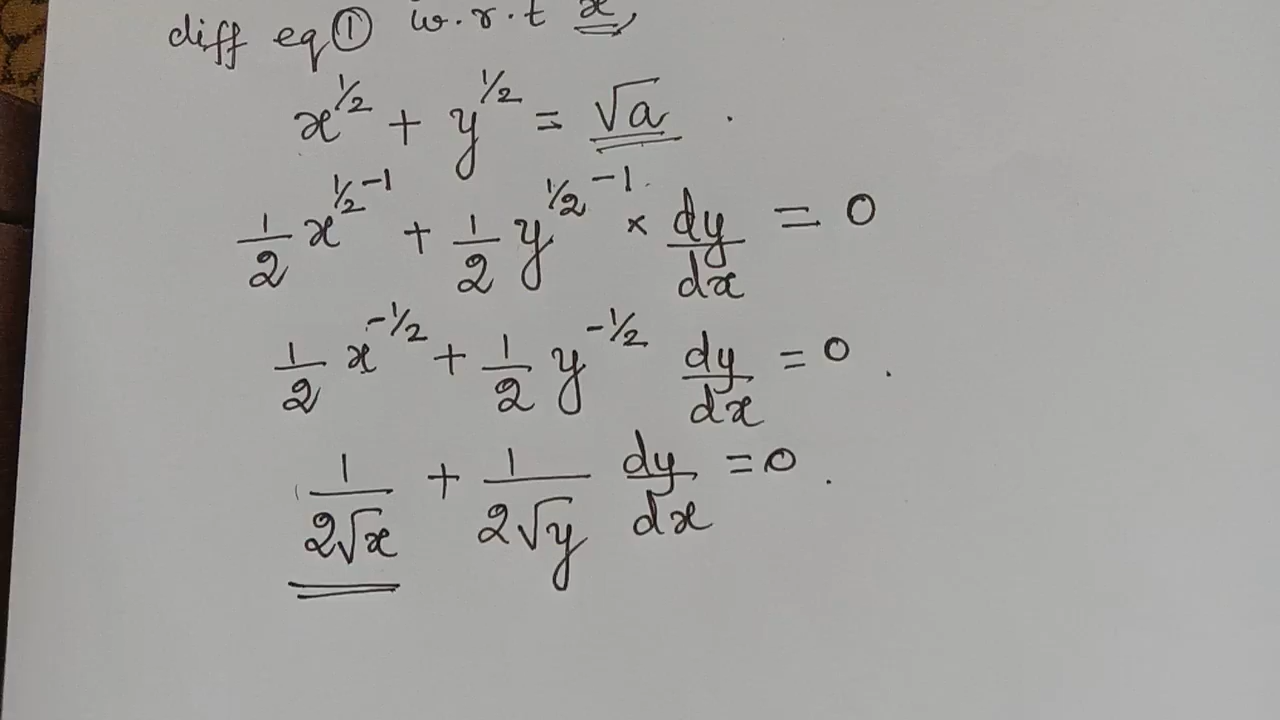 diff eq① w.r.t x,
x^{1/2} + y^{1/2} = √a .
1/2 x^{1/2 -1} + 1/2 y^{1/2 -1} × dy/dx = 0
1/2 x^{-1/2} + 1/2 y^{-1/2} dy/dx = 0 .
1/2√x + 1/2√y dy/dx = 0 .